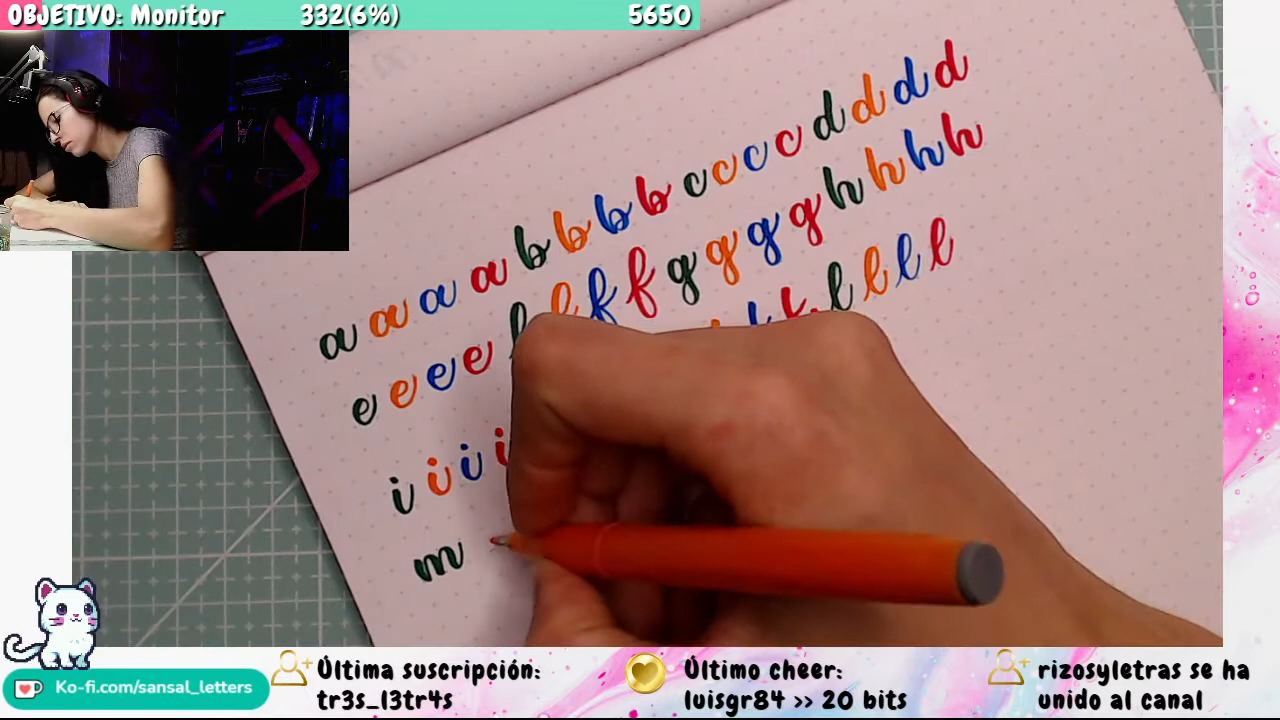 OBJETIVO: Monitor 332(6%) 5650
a a a a b b b b c c c c d d d d
e e e e f f f f g g g g h h h h
i i i i k k l l l l
m
Ko-fi.com/sansal_letters
Última suscripción:
tr3s_l3tr4s
Último cheer:
luisgr84 >> 20 bits
rizosyletras se ha
unido al canal